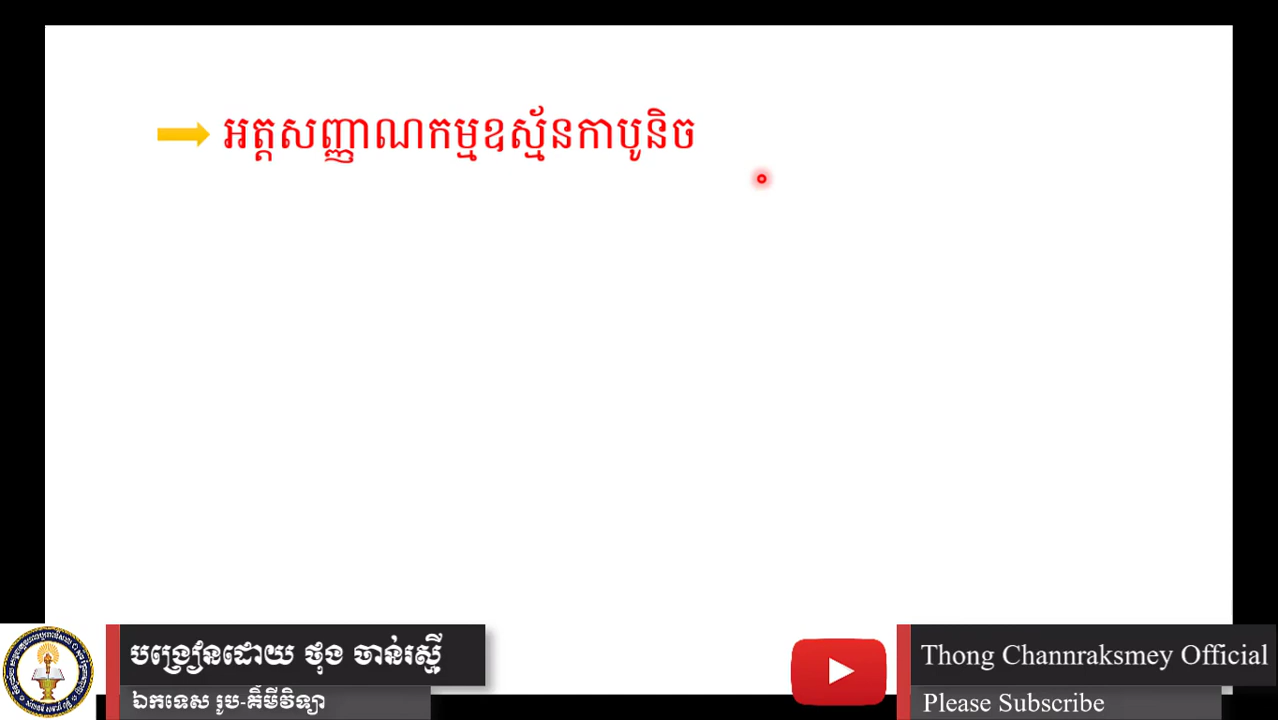 អត្តសញ្ញាណកម្មឧស្ម័នកាបូនិច
បង្រៀនដោយ ថុង ចាន់រស្មី
ឯកទេស រូប-គីមីវិទ្យា
Thong Channraksmey Official
Please Subscribe